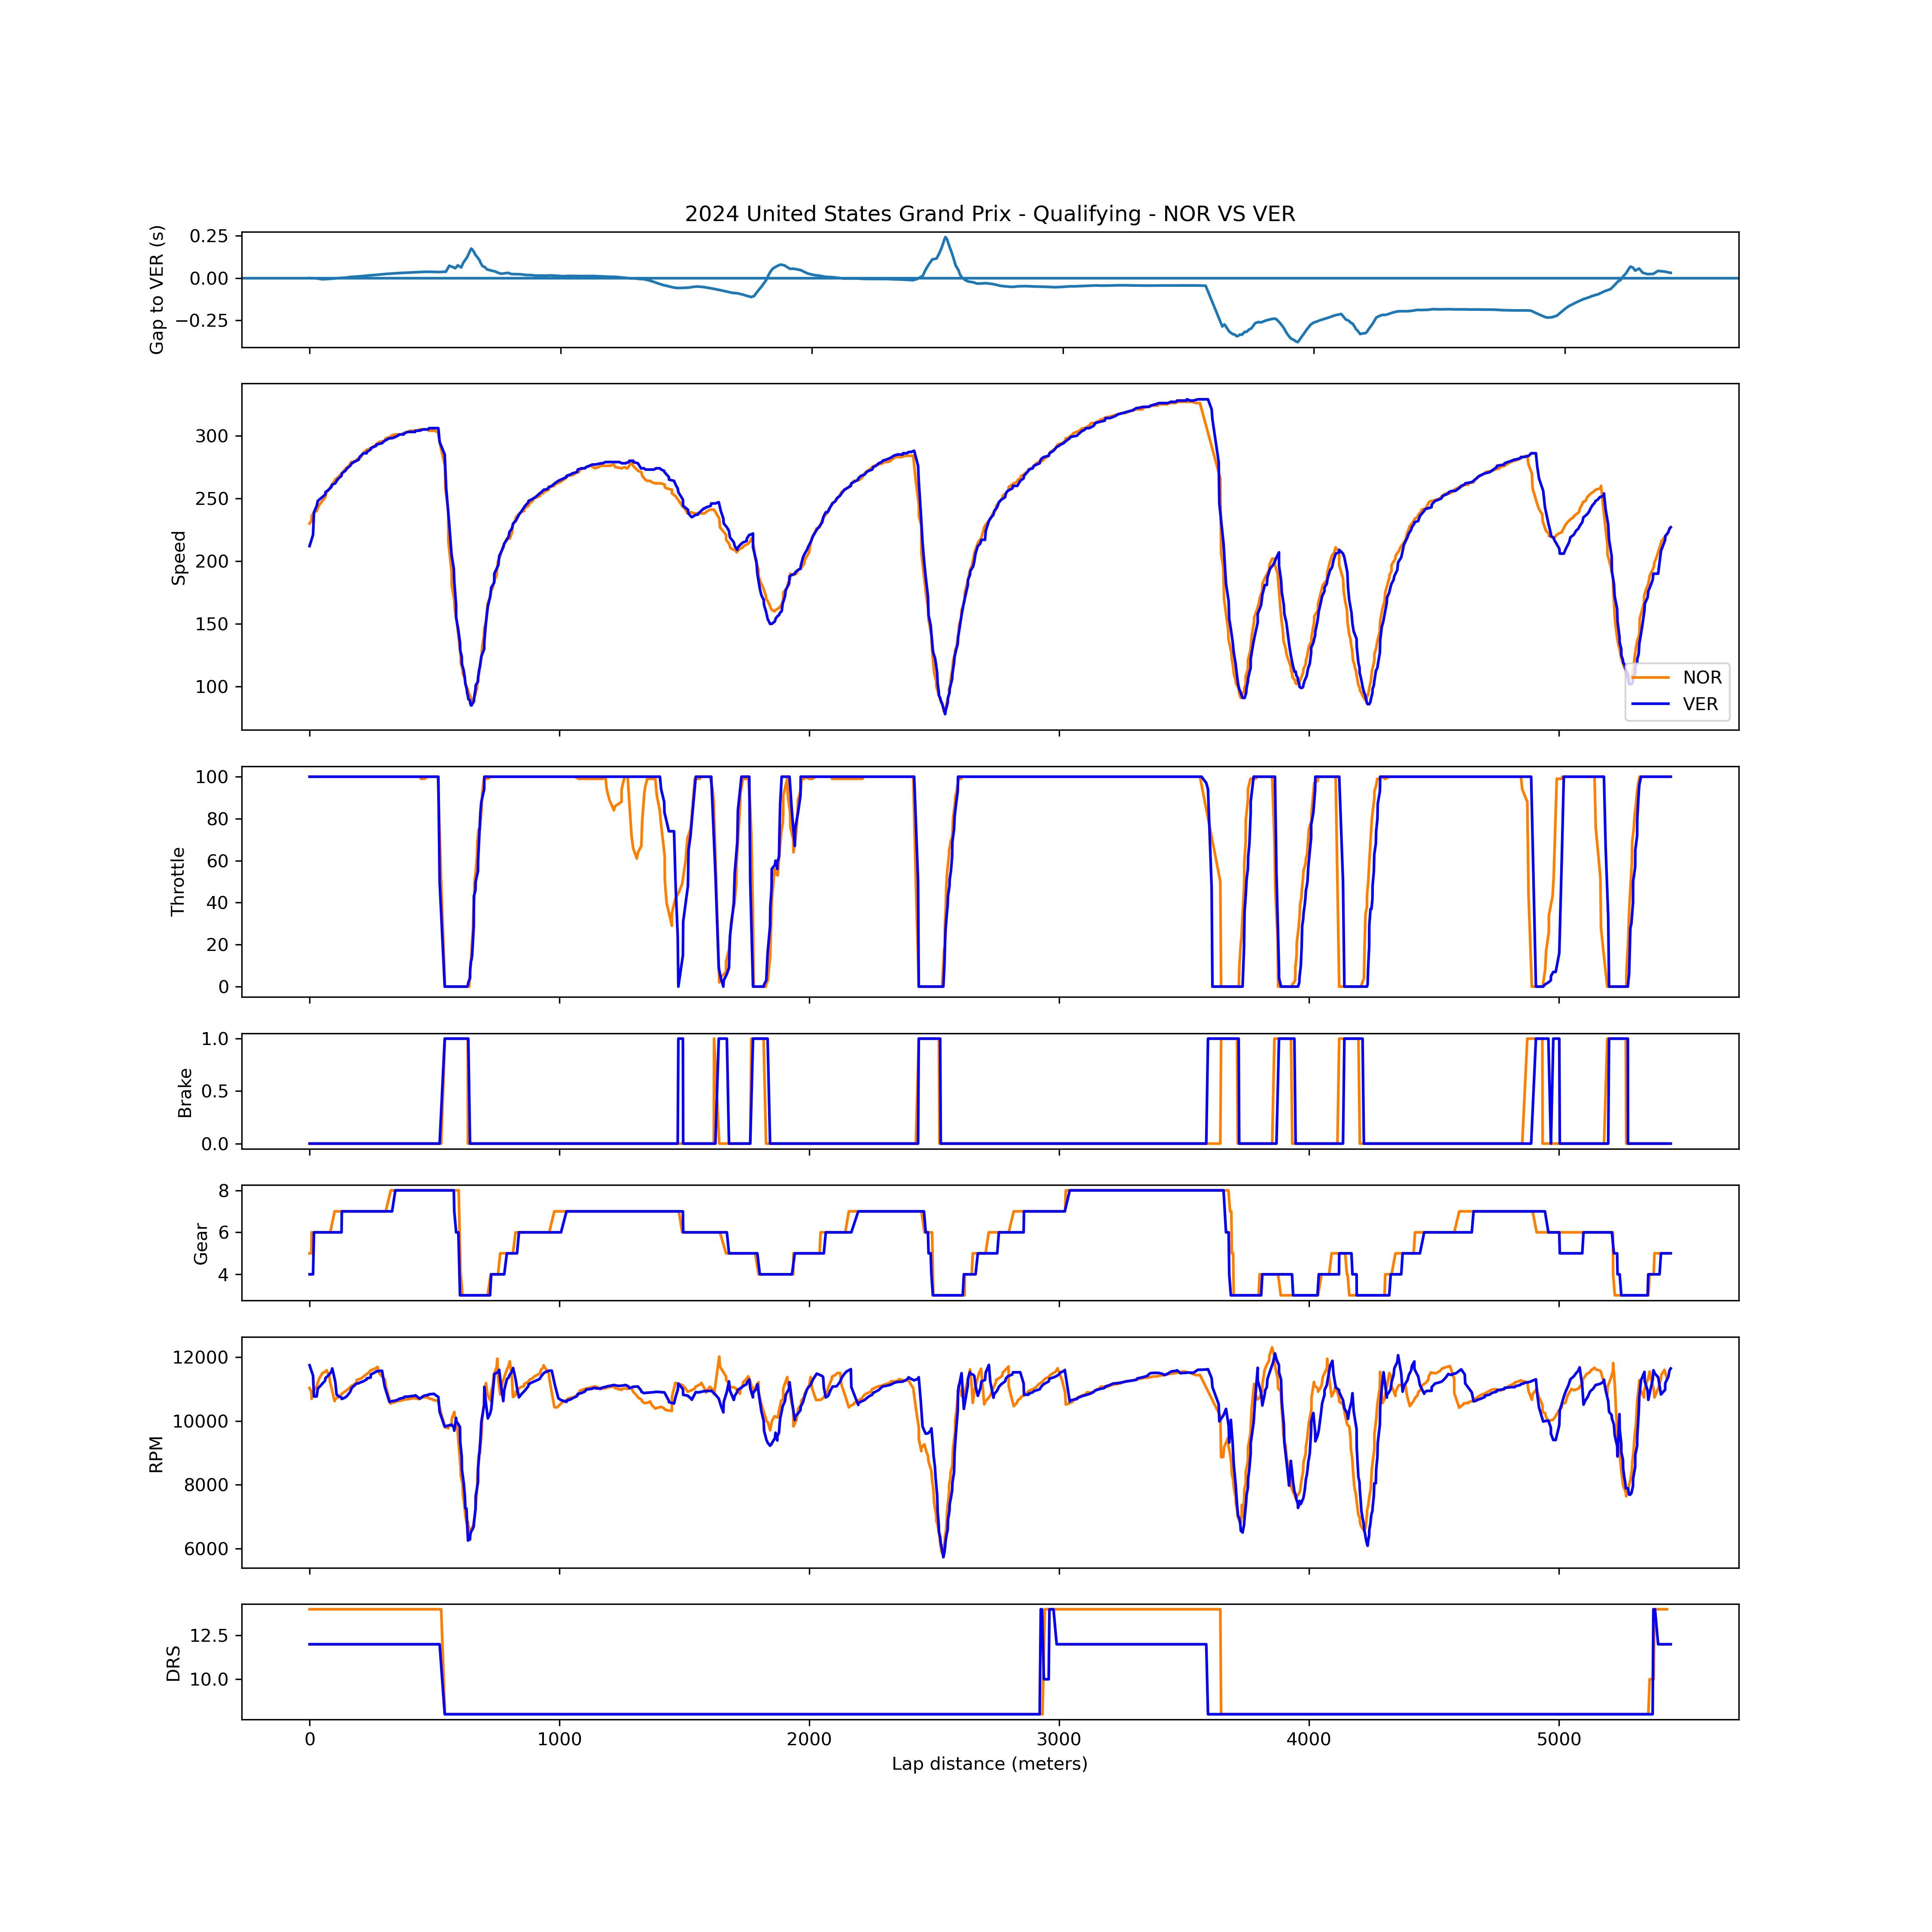 2024 United States Grand Prix - Qualifying - NOR VS VER
Gap to VER (s)
0.25
0.00
−0.25
Speed
300
250
200
150
100
NOR
VER
Throttle
100
80
60
40
20
0
Brake
1.0
0.5
0.0
Gear
8
6
4
RPM
12000
10000
8000
6000
DRS
12.5
10.0
0 1000 2000 3000 4000 5000
Lap distance (meters)